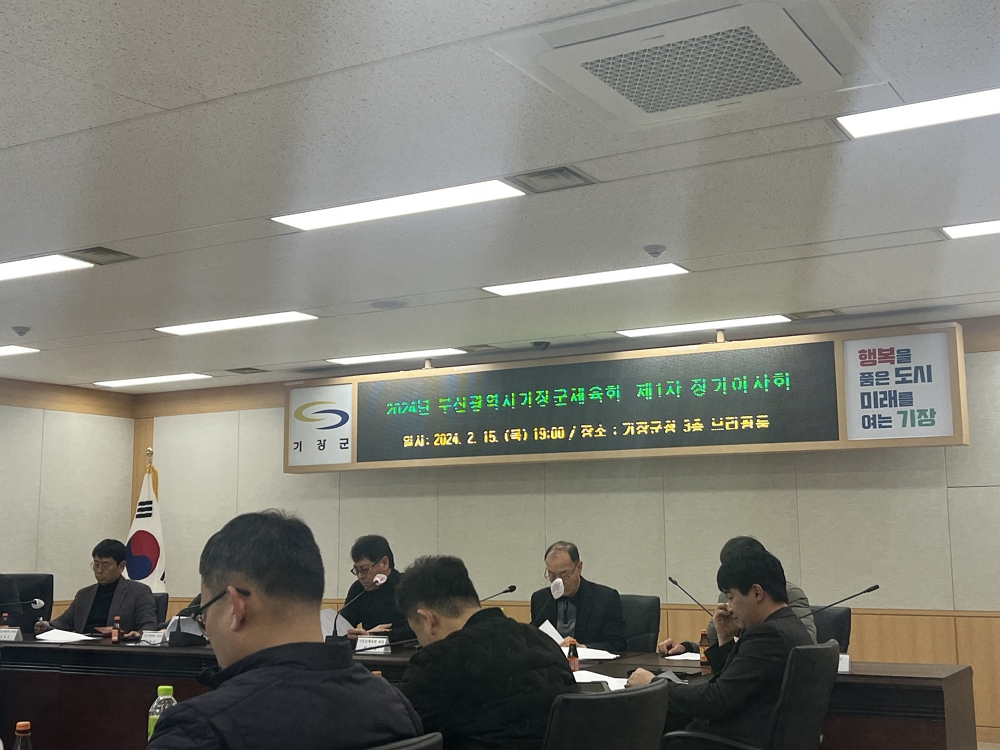 기장군
2024년 부산광역시기장군체육회 제1차 정기이사회
일시: 2024. 2. 15. (목) 19:00 / 장소 : 기장군청 3층 브리핑룸
행복을
품은 도시
미래를
여는 기장